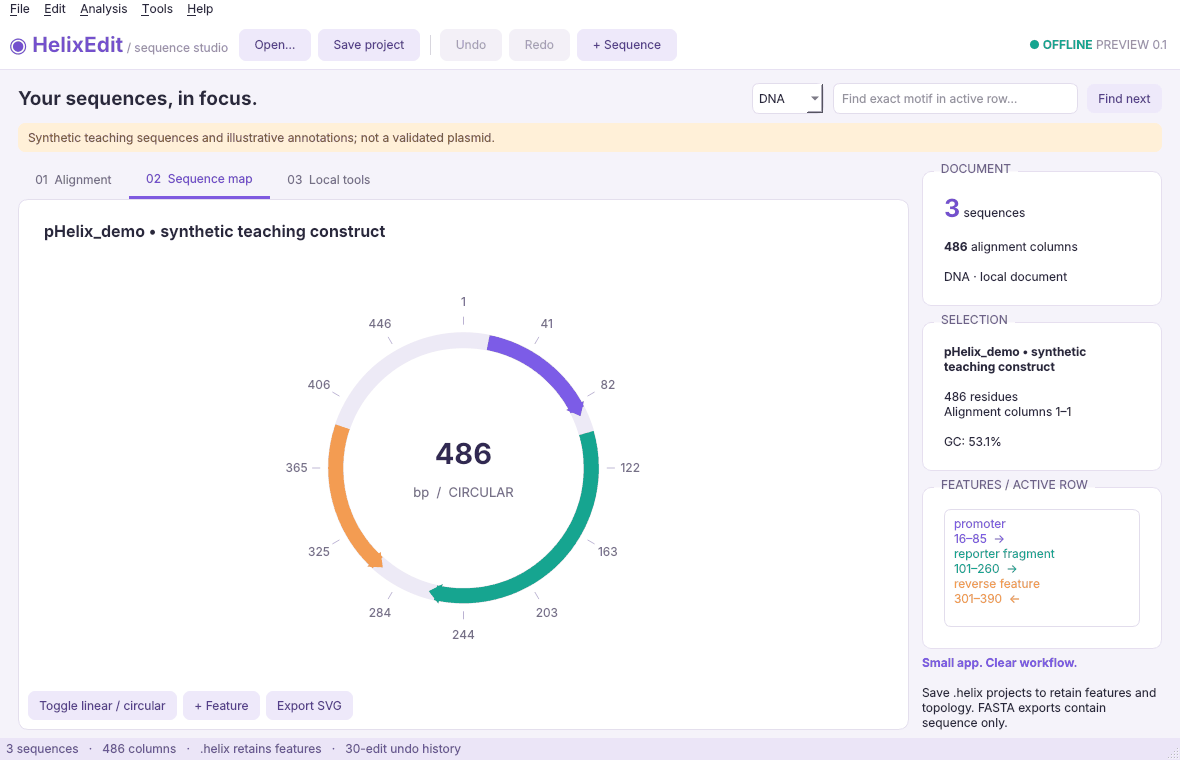 File Edit Analysis Tools Help
HelixEdit / sequence studio Open... Save project Undo Redo + Sequence OFFLINE PREVIEW 0.1
Your sequences, in focus. DNA Find exact motif in active row... Find next
Synthetic teaching sequences and illustrative annotations; not a validated plasmid.
01 Alignment 02 Sequence map 03 Local tools
pHelix_demo • synthetic teaching construct
1
446 41
406 82
486
365 122
bp / CIRCULAR
325 163
284 203
244
Toggle linear / circular + Feature Export SVG
DOCUMENT
3 sequences
486 alignment columns
DNA · local document
SELECTION
pHelix_demo • synthetic
teaching construct
486 residues
Alignment columns 1–1
GC: 53.1%
FEATURES / ACTIVE ROW
promoter
16–85 →
reporter fragment
101–260 →
reverse feature
301–390 ←
Small app. Clear workflow.
Save .helix projects to retain features and
topology. FASTA exports contain
sequence only.
3 sequences · 486 columns · .helix retains features · 30-edit undo history